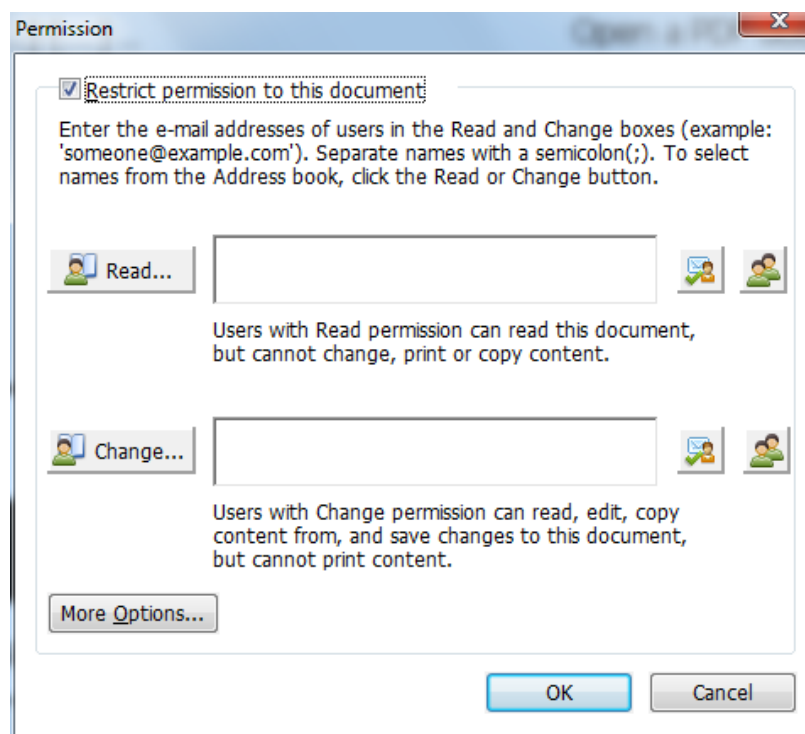 Permission
Open a PDF
Restrict permission to this document
Enter the e-mail addresses of users in the Read and Change boxes (example:
'someone@example.com'). Separate names with a semicolon(;). To select
names from the Address book, click the Read or Change button.
Read...
Users with Read permission can read this document,
but cannot change, print or copy content.
Change...
Users with Change permission can read, edit, copy
content from, and save changes to this document,
but cannot print content.
More Options...
OK
Cancel